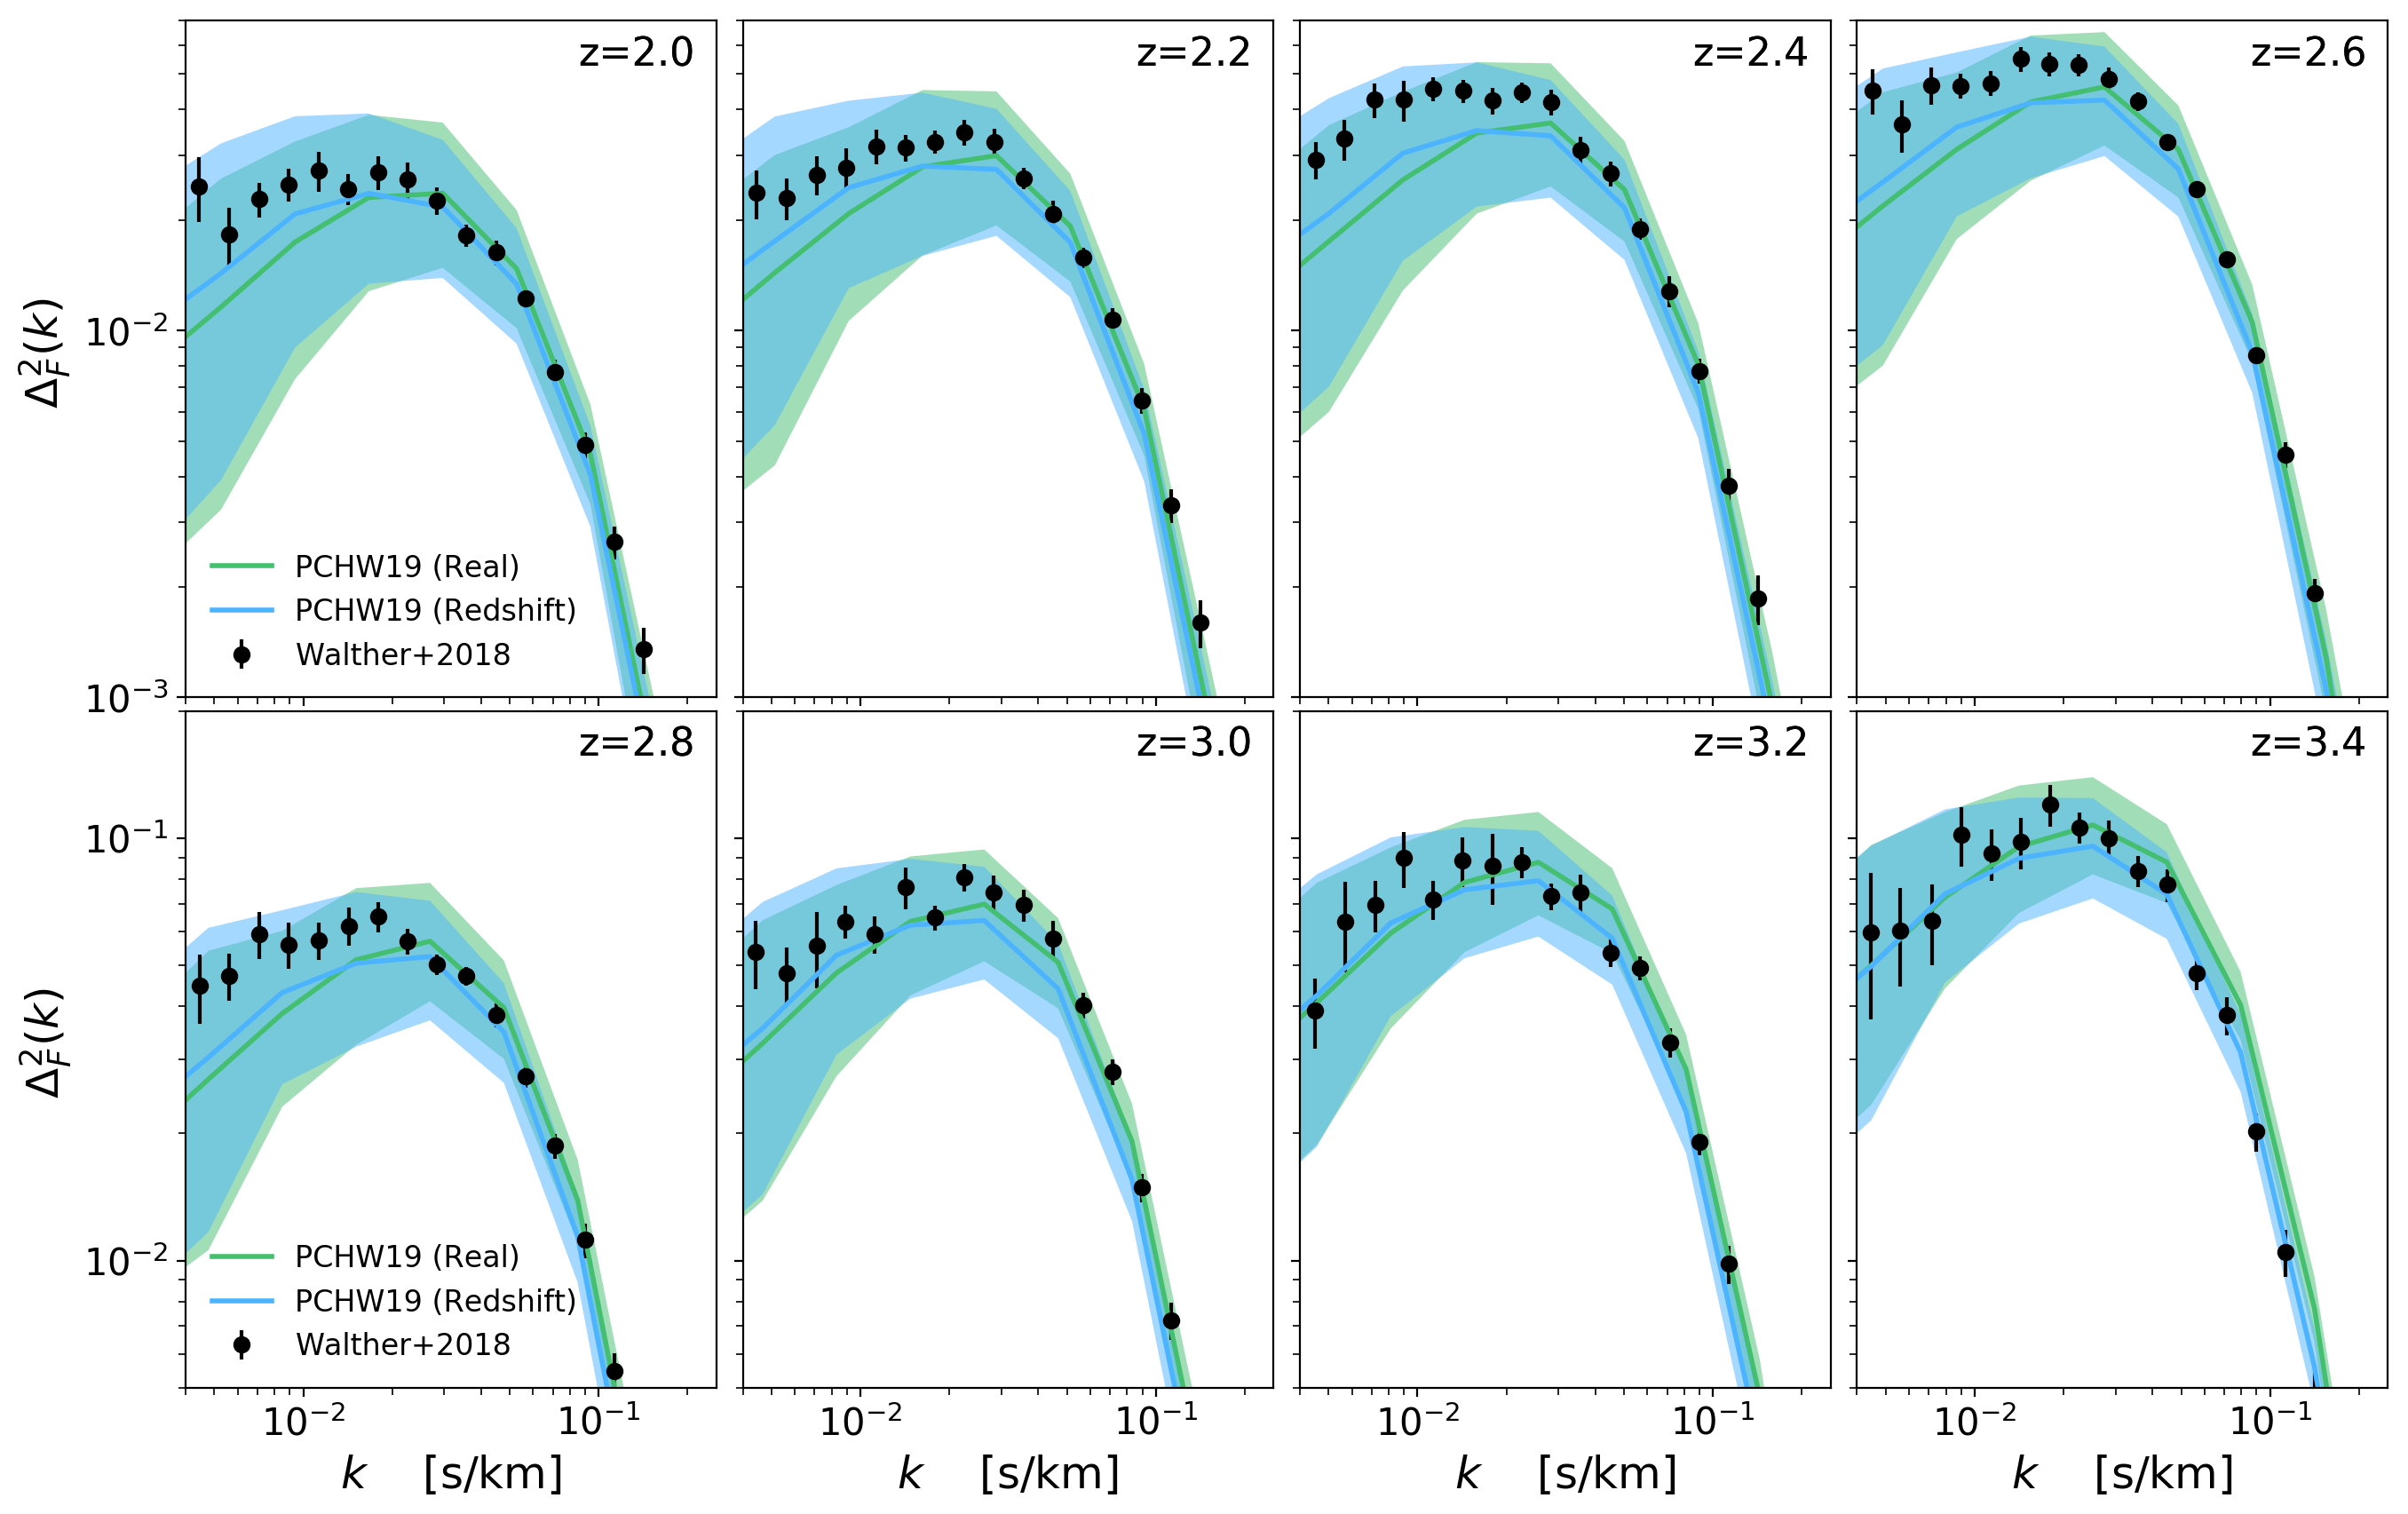 z=2.0
z=2.2
z=2.4
z=2.6
Δ²_F(k)
10⁻²
10⁻³
PCHW19 (Real)
PCHW19 (Redshift)
Walther+2018
z=2.8
z=3.0
z=3.2
z=3.4
Δ²_F(k)
10⁻¹
10⁻²
PCHW19 (Real)
PCHW19 (Redshift)
Walther+2018
10⁻² 10⁻¹
10⁻² 10⁻¹
10⁻² 10⁻¹
10⁻² 10⁻¹
k [s/km]
k [s/km]
k [s/km]
k [s/km]